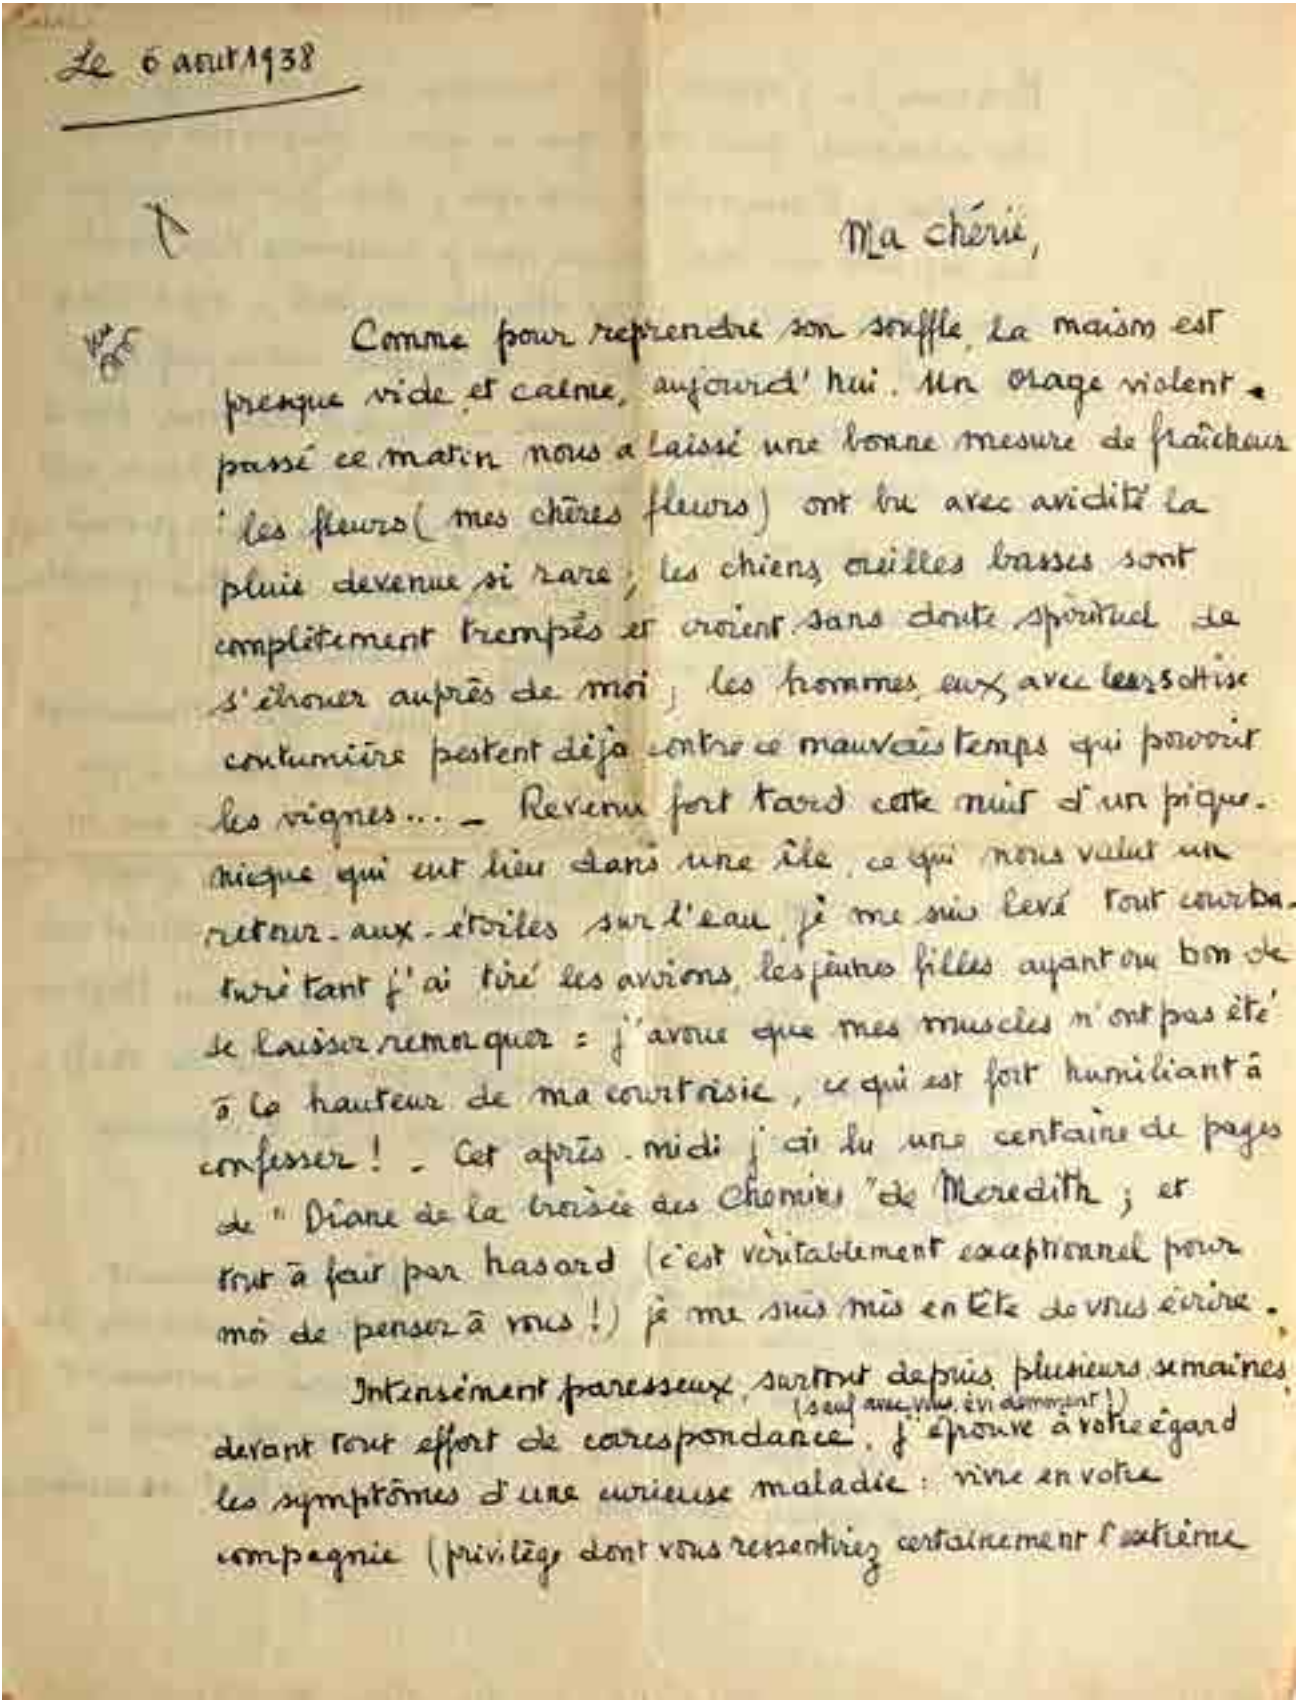 Le 6 aout 1938
Ma chérie,
Comme pour reprendre son souffle, la maison est
presque vide, et calme, aujourd'hui. Un orage violent
passé ce matin nous a laissé une bonne mesure de fraîcheur
: les fleurs (mes chères fleurs) ont bu avec avidité la
pluie devenue si rare ; les chiens, oreilles basses sont
complètement trempés et croient sans doute spirituel de
s'ébrouer auprès de moi ; les hommes, eux, avec leur sottise
coutumière pestent déjà contre ce mauvais temps qui pourrit
les vignes... _ Revenu fort tard cette nuit d'un pique-
nique qui eut lieu dans une île, ce qui nous valut un
retour-aux-étoiles sur l'eau, je me suis levé tout courba-
turé tant j'ai tiré les avirons, les jeunes filles ayant cru bon de
se laisser remorquer : j'avoue que mes muscles n'ont pas été
à la hauteur de ma courtoisie, ce qui est fort humiliant à
confesser ! - Cet après-midi j'ai lu une centaine de pages
de "Diane de la Croisée des Chemins" de Meredith ; et
tout à fait par hasard (c'est véritablement exceptionnel pour
moi de penser à vous !) je me suis mis en tête de vous écrire.
Intensément paresseux, surtout depuis plusieurs semaines,
(sauf avec vous, évidemment !)
devant tout effort de correspondance, j'éprouve à votre égard
les symptômes d'une curieuse maladie : vivre en votre
compagnie (privilège dont vous ressentirez certainement l'extrême